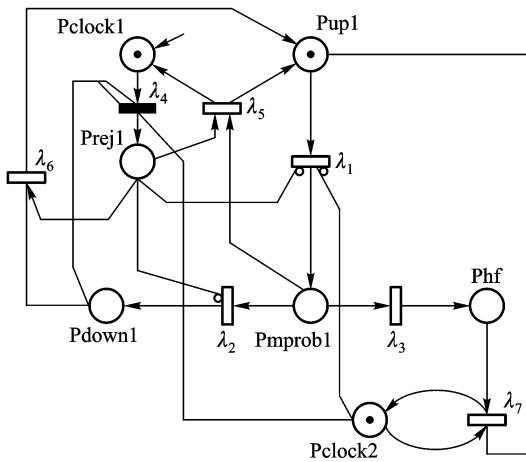 Pclock1
Pup1
λ4
λ5
Prej1
λ6
λ1
Phf
Pdown1
λ2
Pmprob1
λ3
λ7
Pclock2